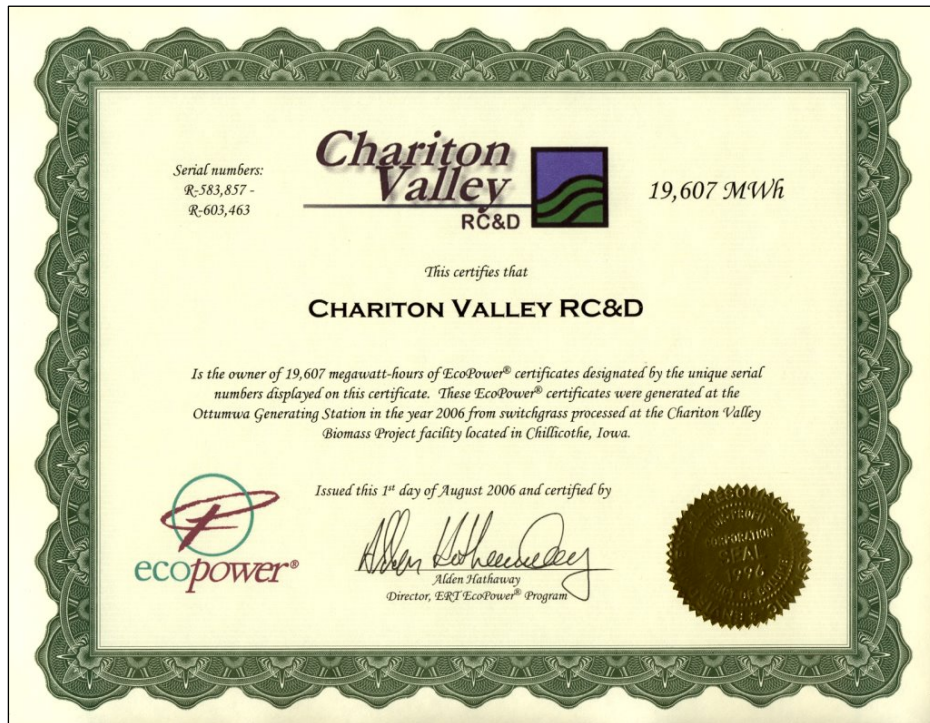 Serial numbers:
R-583,857 -
R-603,463
Chariton
Valley
RC&D
19,607 MWh
This certifies that
CHARITON VALLEY RC&D
Is the owner of 19,607 megawatt-hours of EcoPower® certificates designated by the unique serial
numbers displayed on this certificate. These EcoPower® certificates were generated at the
Ottumwa Generating Station in the year 2006 from switchgrass processed at the Chariton Valley
Biomass Project facility located in Chillicothe, Iowa.
Issued this 1st day of August 2006 and certified by
Alden Hathaway
Alden Hathaway
Director, ERT EcoPower® Program
ecopower®
CORPORATION
SEAL
1996